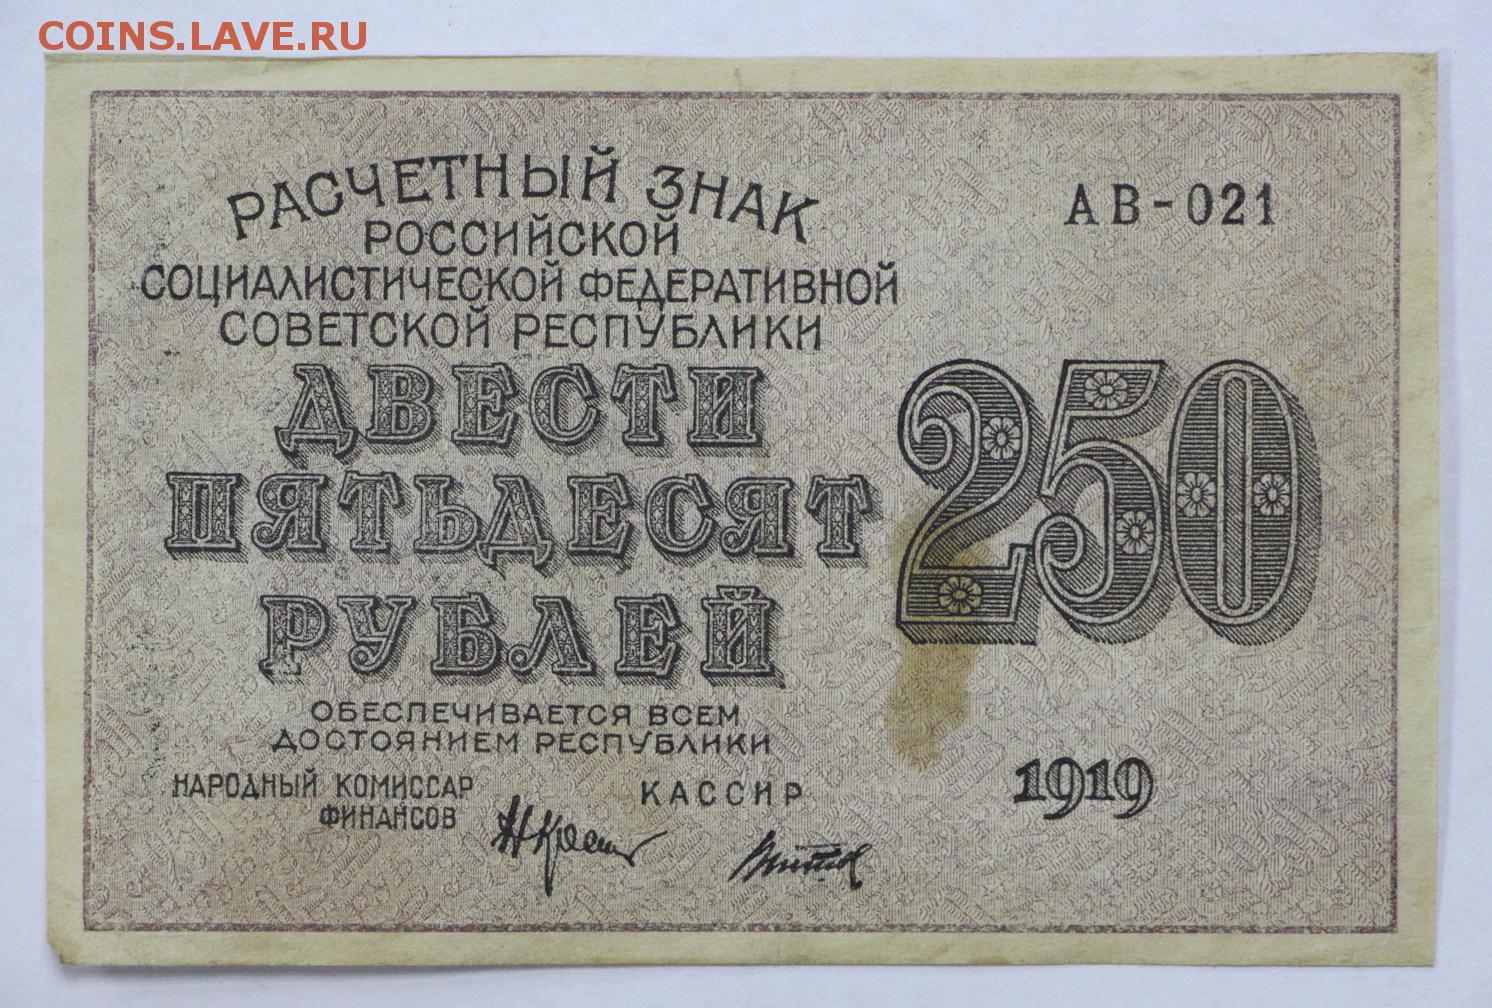 COINS.LAVE.RU
РАСЧЕТНЫЙ ЗНАК
РОССИЙСКОЙ
СОЦИАЛИСТИЧЕСКОЙ ФЕДЕРАТИВНОЙ
СОВЕТСКОЙ РЕСПУБЛИКИ
АВ-021
ДВЕСТИ
ПЯТЬДЕСЯТ
РУБЛЕЙ
250
ОБЕСПЕЧИВАЕТСЯ ВСЕМ
ДОСТОЯНИЕМ РЕСПУБЛИКИ
НАРОДНЫЙ КОМИССАР
ФИНАНСОВ
КАССИР
1919